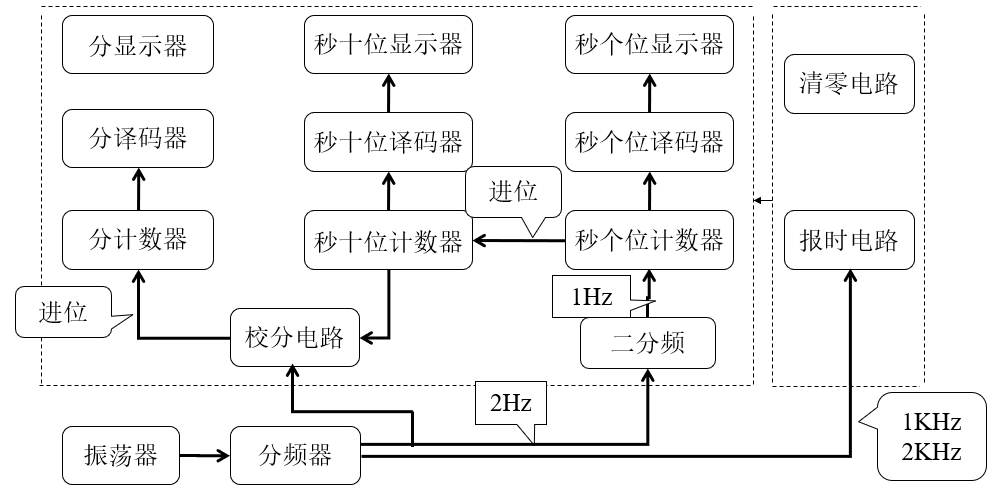 分显示器
秒十位显示器
秒个位显示器
清零电路
分译码器
秒十位译码器
秒个位译码器
进位
分计数器
秒十位计数器
秒个位计数器
报时电路
进位
1Hz
校分电路
二分频
2Hz
1KHz
2KHz
振荡器
分频器